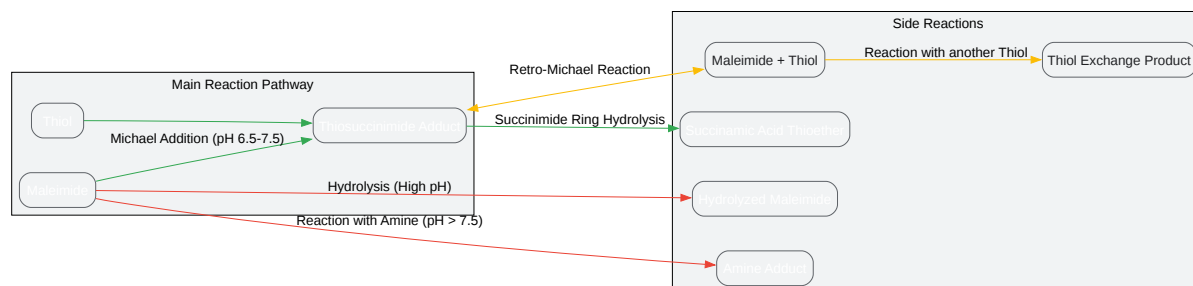 Side Reactions
Main Reaction Pathway
Maleimide + Thiol
Reaction with another Thiol
Thiol Exchange Product
Retro-Michael Reaction
Thiol
Thiosuccinimide Adduct
Succinimide Ring Hydrolysis
Succinamic Acid Thioether
Michael Addition (pH 6.5-7.5)
Maleimide
Hydrolysis (High pH)
Hydrolyzed Maleimide
Reaction with Amine (pH > 7.5)
Amine Adduct